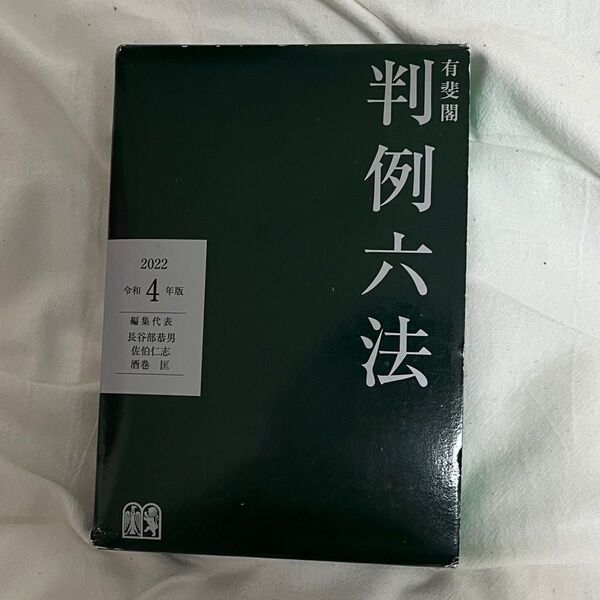 有斐閣
判例六法
2022
令和4年版
編集代表
長谷部恭男
佐伯仁志
酒巻 匡